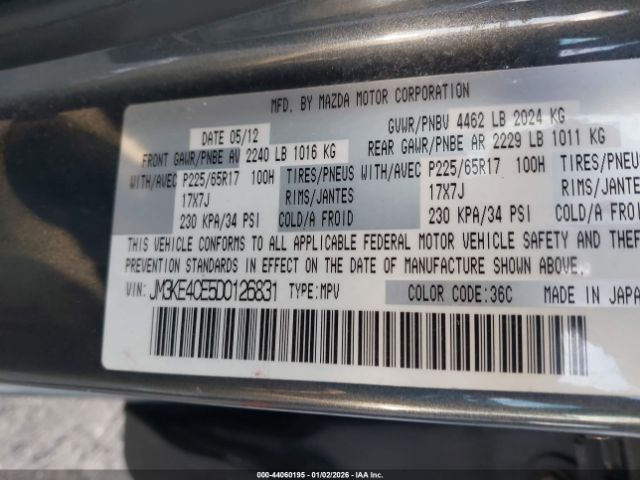 MFD. BY MAZDA MOTOR CORPORATION
DATE 05/12 GVWR/PNBV 4462 LB 2024 KG
FRONT GAWR/PNBE AV 2240 LB 1016 KG REAR GAWR/PNBE AR 2229 LB 1011 KG
WITH/AVEC P225/65R17 100H TIRES/PNEUS WITH/AVEC P225/65R17 100H TIRES/PNEUS
17X7J RIMS/JANTES 17X7J RIMS/JANTES
230 KPA/34 PSI COLD/A FROID 230 KPA/34 PSI COLD/A FROID
THIS VEHICLE CONFORMS TO ALL APPLICABLE FEDERAL MOTOR VEHICLE SAFETY AND THEF
PREVENTION STANDARDS IN EFFECT ON THE DATE OF MANUFACTURE SHOWN ABOVE.
VIN: JM3KE4CE5D0126831 TYPE:MPV COLOR CODE:36C MADE IN JAPA
000-44060195 - 01/02/2026 - IAAI.CA